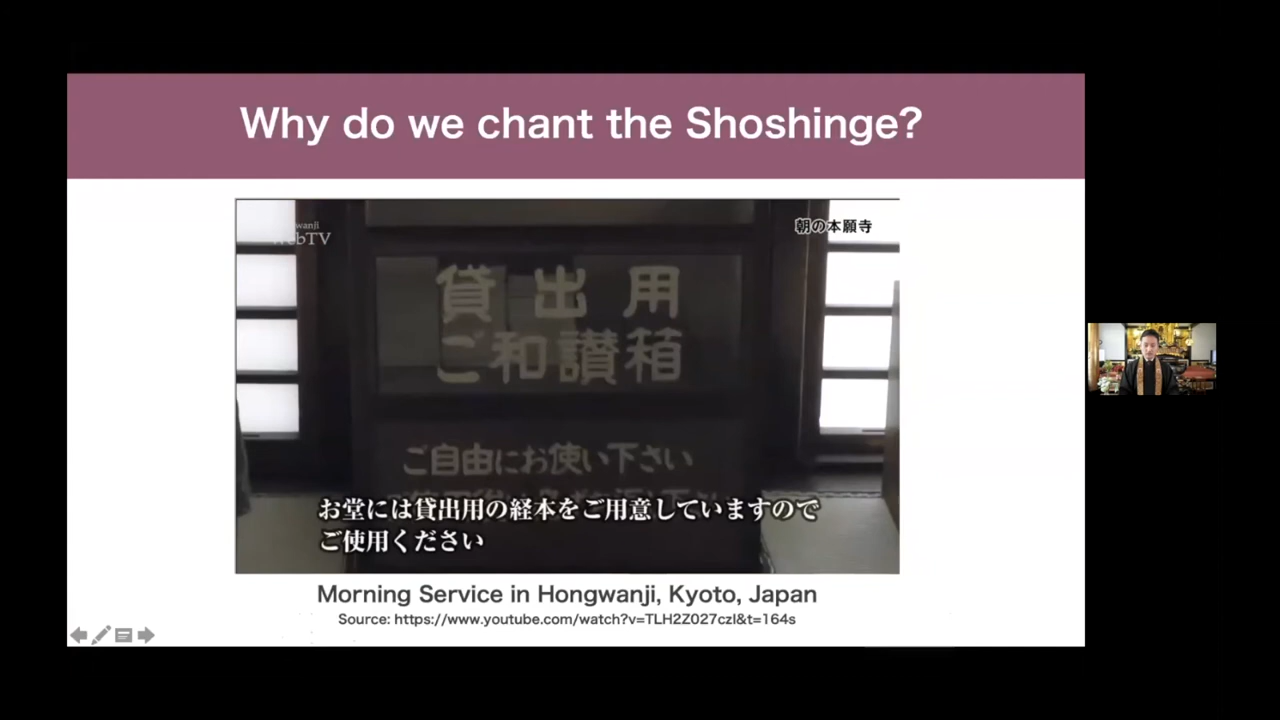 Why do we chant the Shoshinge?
wanji
WebTV
朝の本願寺
貸出用
ご和讃箱
ご自由にお使い下さい
お堂には貸出用の経本をご用意していますので
ご使用ください
Morning Service in Hongwanji, Kyoto, Japan
Source: https://www.youtube.com/watch?v=TLH2Z027czI&t=164s